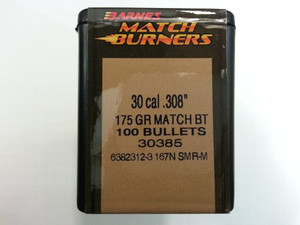 BARNES
MATCH
BURNERS
30 cal .308"
175 GR MATCH BT
100 BULLETS
30385
6382312-3 167N SMR-M